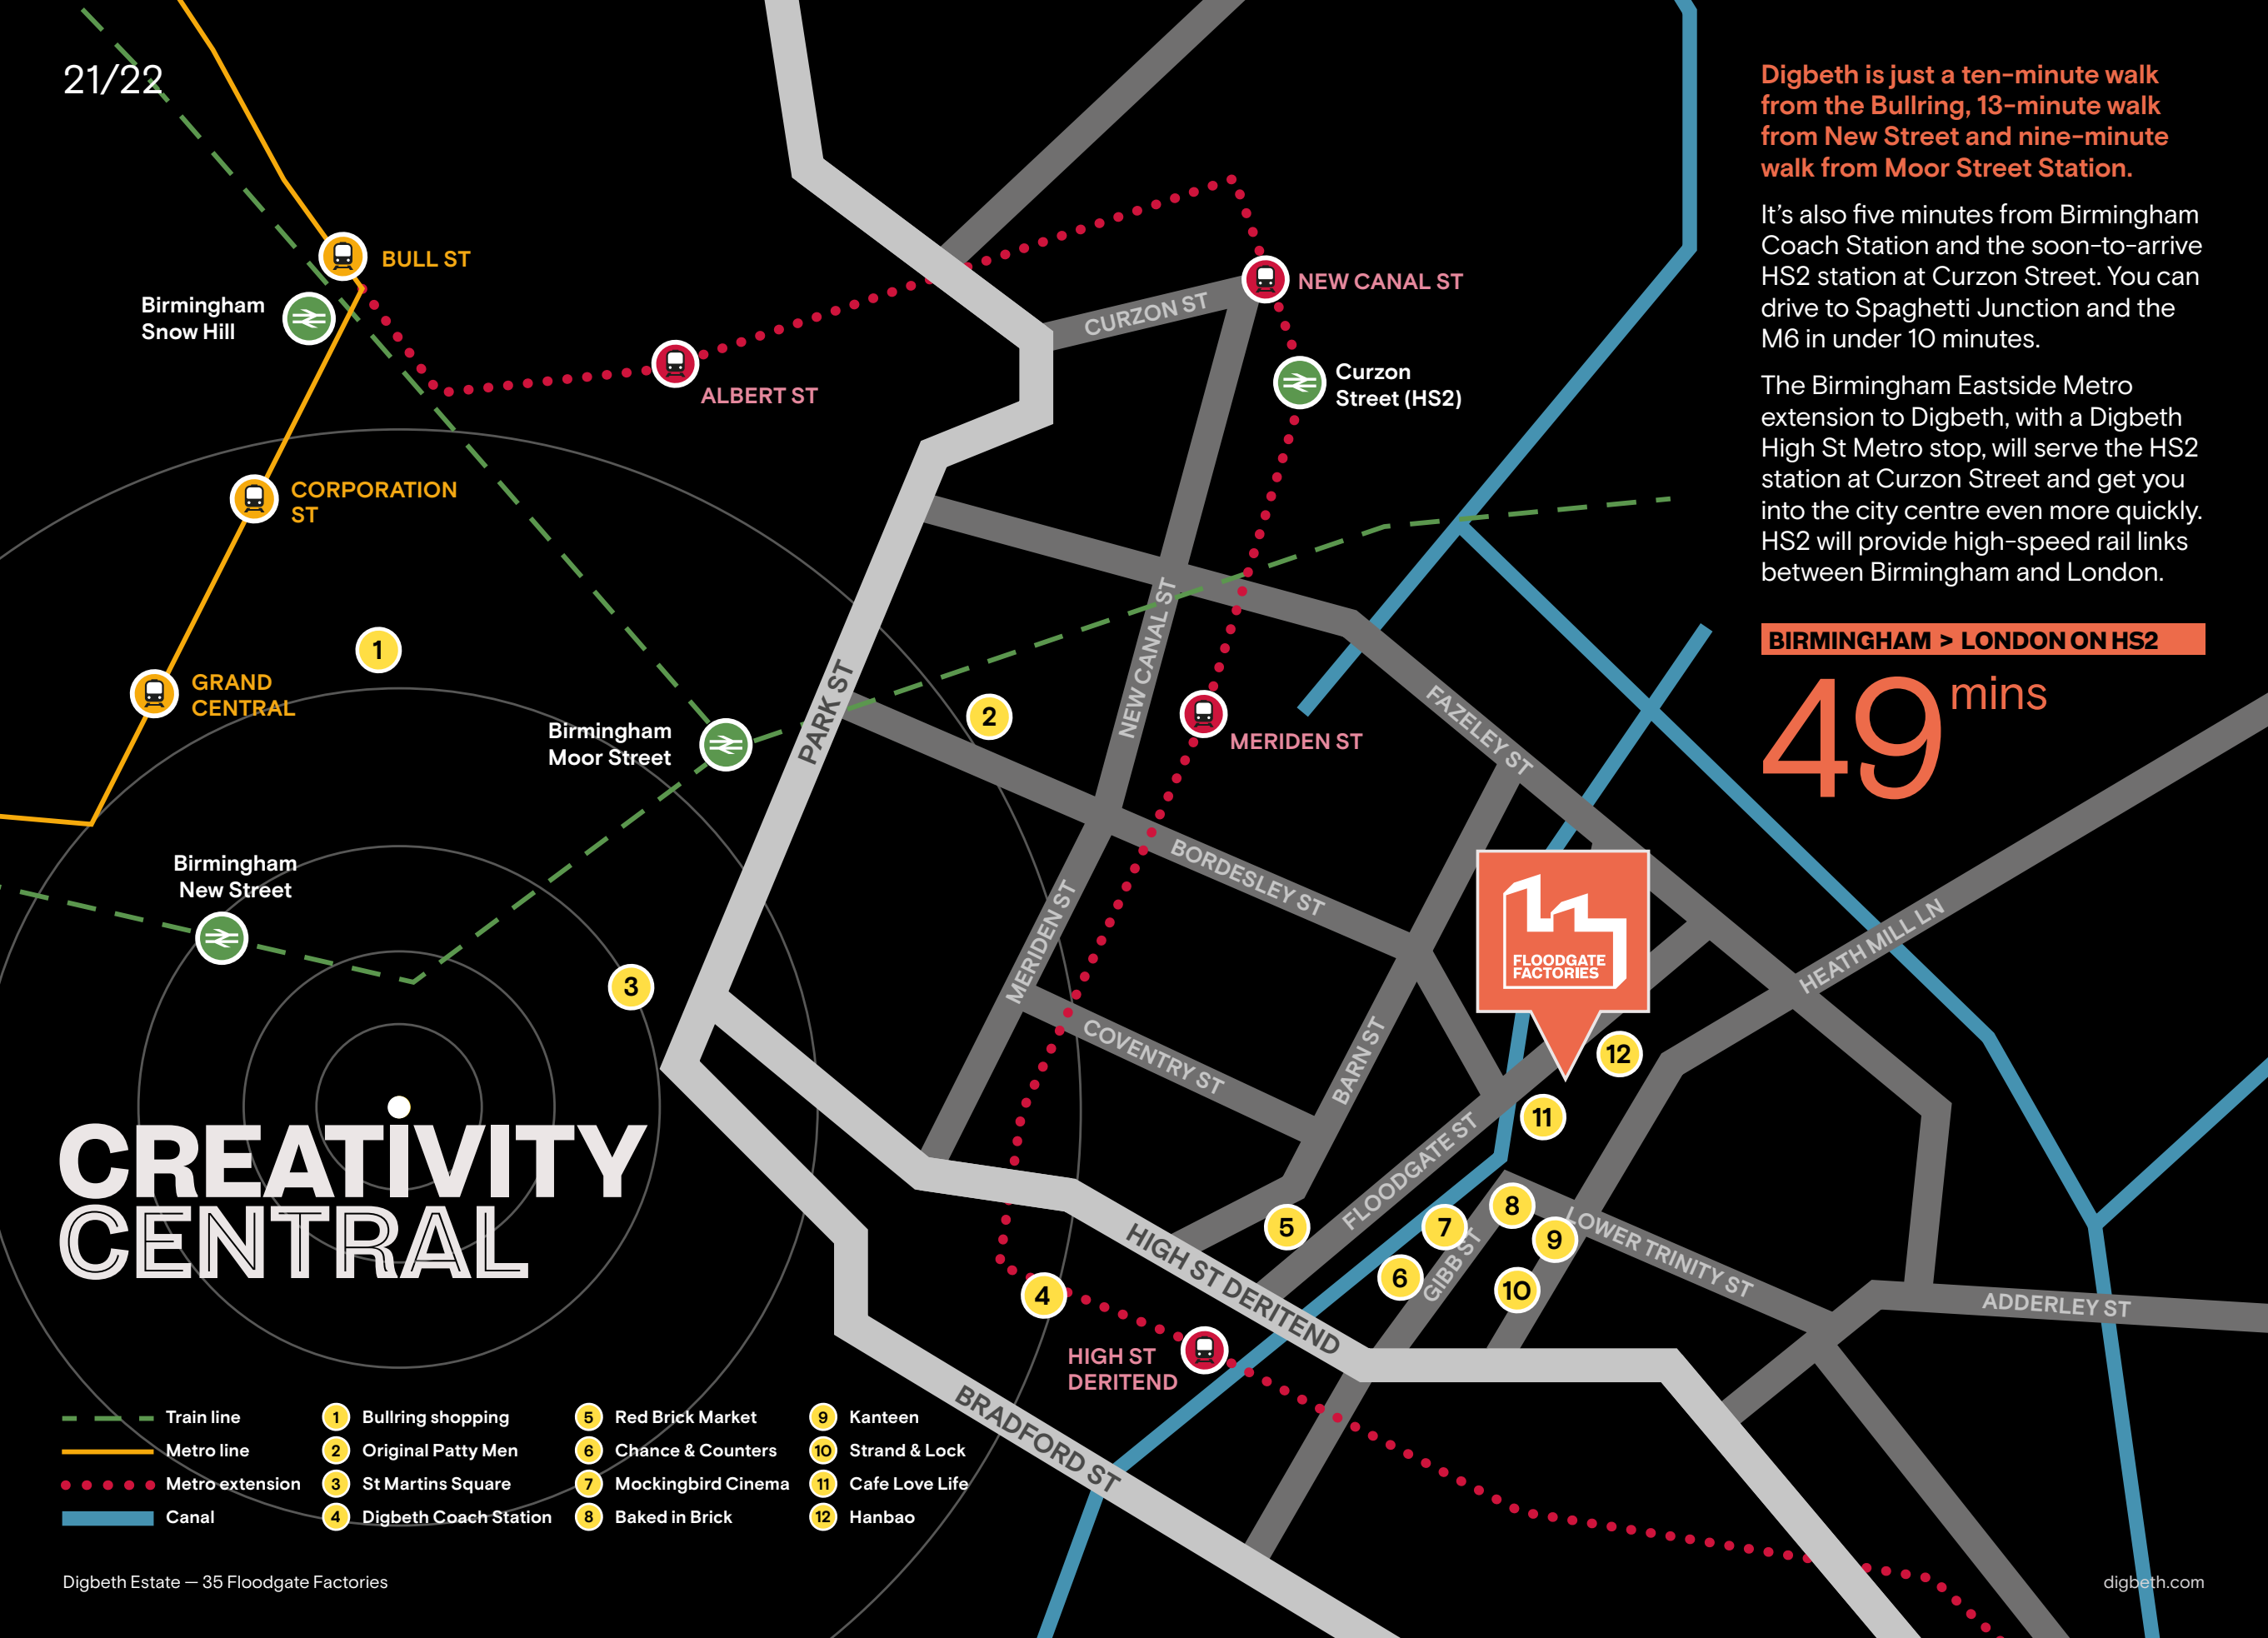 21/22
Digbeth is just a ten-minute walk
from the Bullring, 13-minute walk
from New Street and nine-minute
walk from Moor Street Station.
It's also five minutes from Birmingham
Coach Station and the soon-to-arrive
HS2 station at Curzon Street. You can
drive to Spaghetti Junction and the
M6 in under 10 minutes.
The Birmingham Eastside Metro
extension to Digbeth, with a Digbeth
High St Metro stop, will serve the HS2
station at Curzon Street and get you
into the city centre even more quickly.
HS2 will provide high-speed rail links
between Birmingham and London.
BIRMINGHAM > LONDON ON HS2
49 mins
BULL ST
Birmingham
Snow Hill
ALBERT ST
CURZON ST
NEW CANAL ST
Curzon
Street (HS2)
CORPORATION
ST
GRAND
CENTRAL
1
2
Birmingham
Moor Street
PARK ST
NEW CANAL ST
MERIDEN ST
FAZELEY ST
Birmingham
New Street
3
MERIDEN ST
BORDESLEY ST
COVENTRY ST
BARN ST
FLOODGATE
FACTORIES
HEATH MILL LN
12
11
FLOODGATE ST
5
7
8
9
6
10
GIBB ST
LOWER TRINITY ST
ADDERLEY ST
HIGH ST DERITEND
4
HIGH ST
DERITEND
BRADFORD ST
CREATIVITY
CENTRAL
Train line
Metro line
Metro extension
Canal
1 Bullring shopping
2 Original Patty Men
3 St Martins Square
4 Digbeth Coach Station
5 Red Brick Market
6 Chance & Counters
7 Mockingbird Cinema
8 Baked in Brick
9 Kanteen
10 Strand & Lock
11 Cafe Love Life
12 Hanbao
Digbeth Estate — 35 Floodgate Factories
digbeth.com